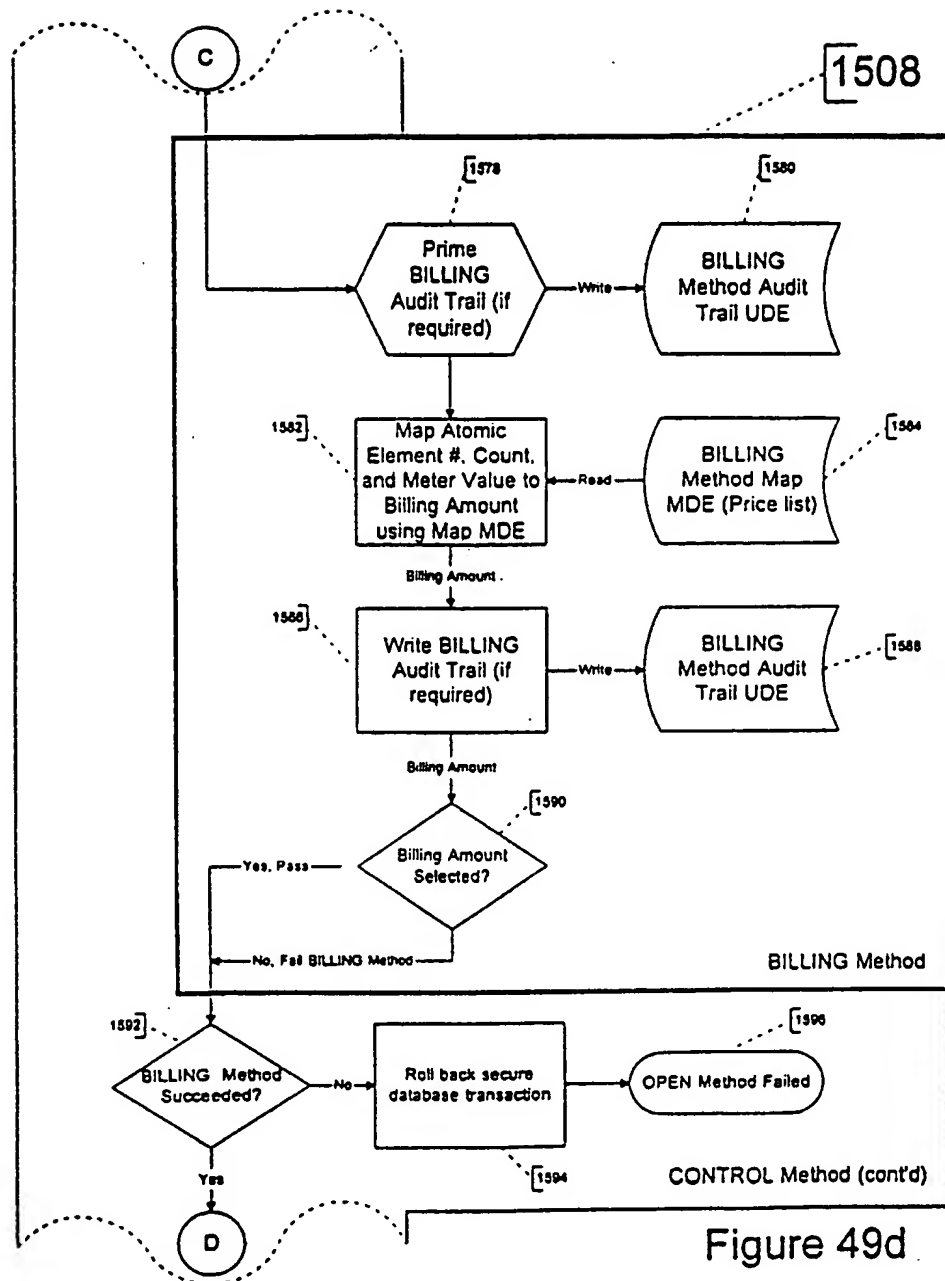 C
1508
1578
1580
Prime
BILLING
Audit Trail (if
required)
Write
BILLING
Method Audit
Trail UDE
1582
Map Atomic
Element #, Count,
and Meter Value to
Billing Amount
using Map MDE
Read
BILLING
Method Map
MDE (Price list)
1584
Billing Amount
1586
Write BILLING
Audit Trail (if
required)
Write
BILLING
Method Audit
Trail UDE
1588
Billing Amount
1590
Billing Amount
Selected?
Yes, Pass
No, Fail BILLING Method
BILLING Method
1592
BILLING Method
Succeeded?
No
Roll back secure
database transaction
1594
OPEN Method Failed
1596
Yes
CONTROL Method (cont'd)
D
Figure 49d